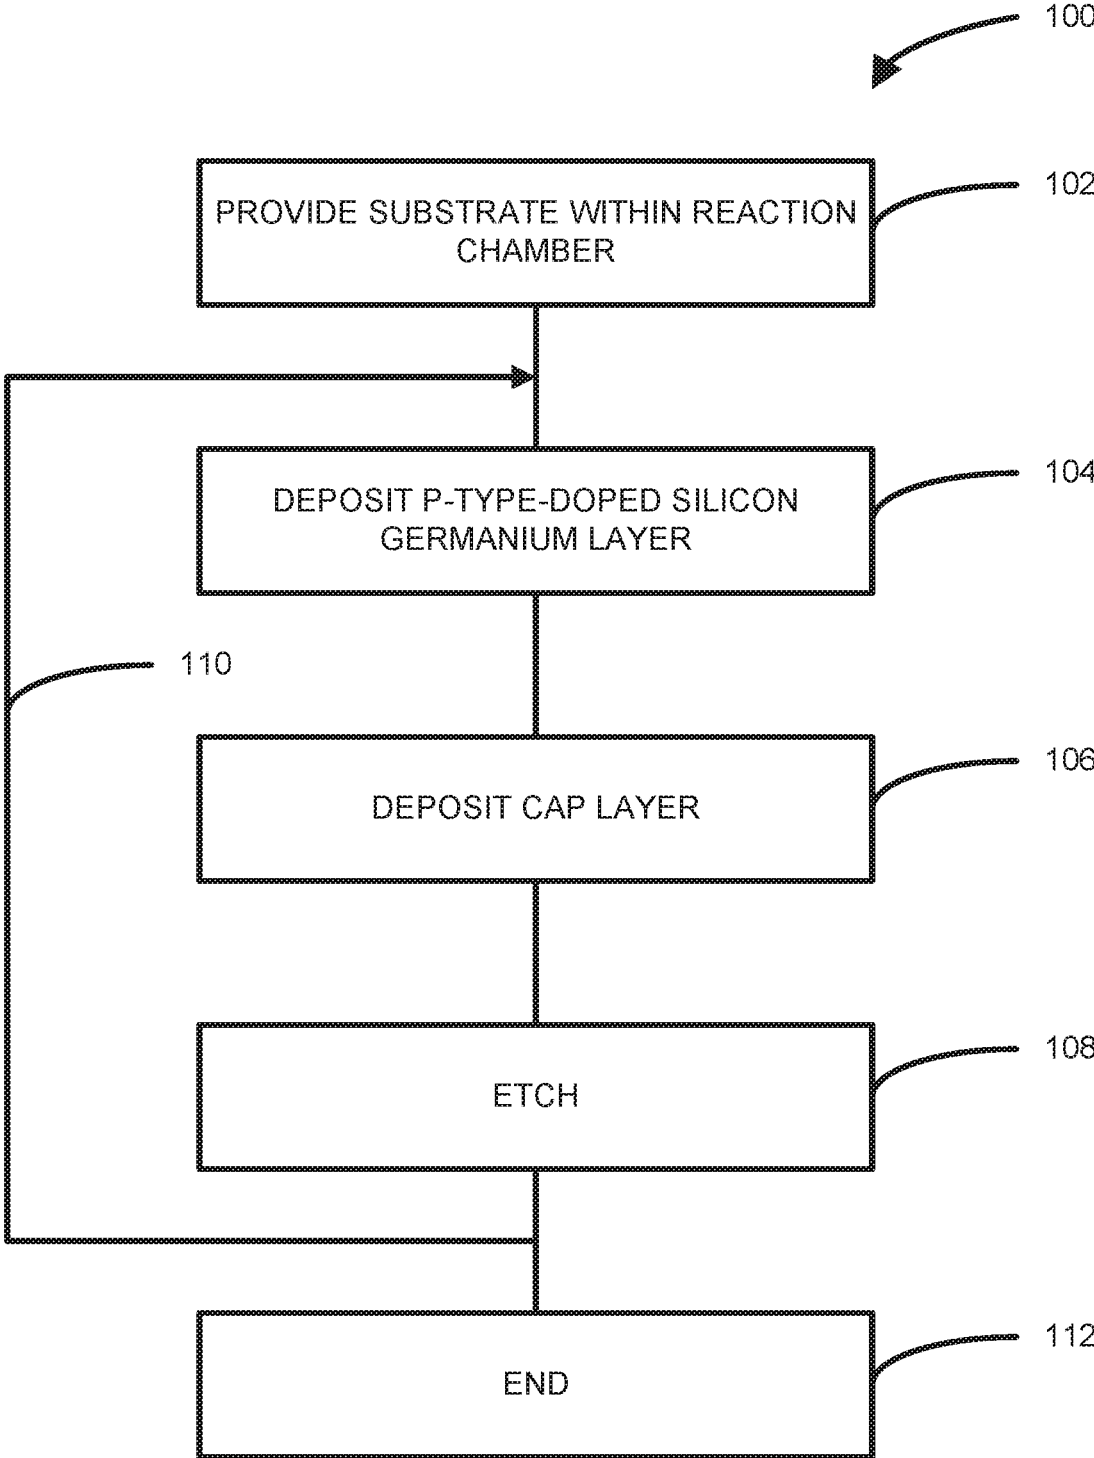 100
PROVIDE SUBSTRATE WITHIN REACTION
CHAMBER
102
DEPOSIT P-TYPE-DOPED SILICON
GERMANIUM LAYER
104
110
DEPOSIT CAP LAYER
106
ETCH
108
END
112